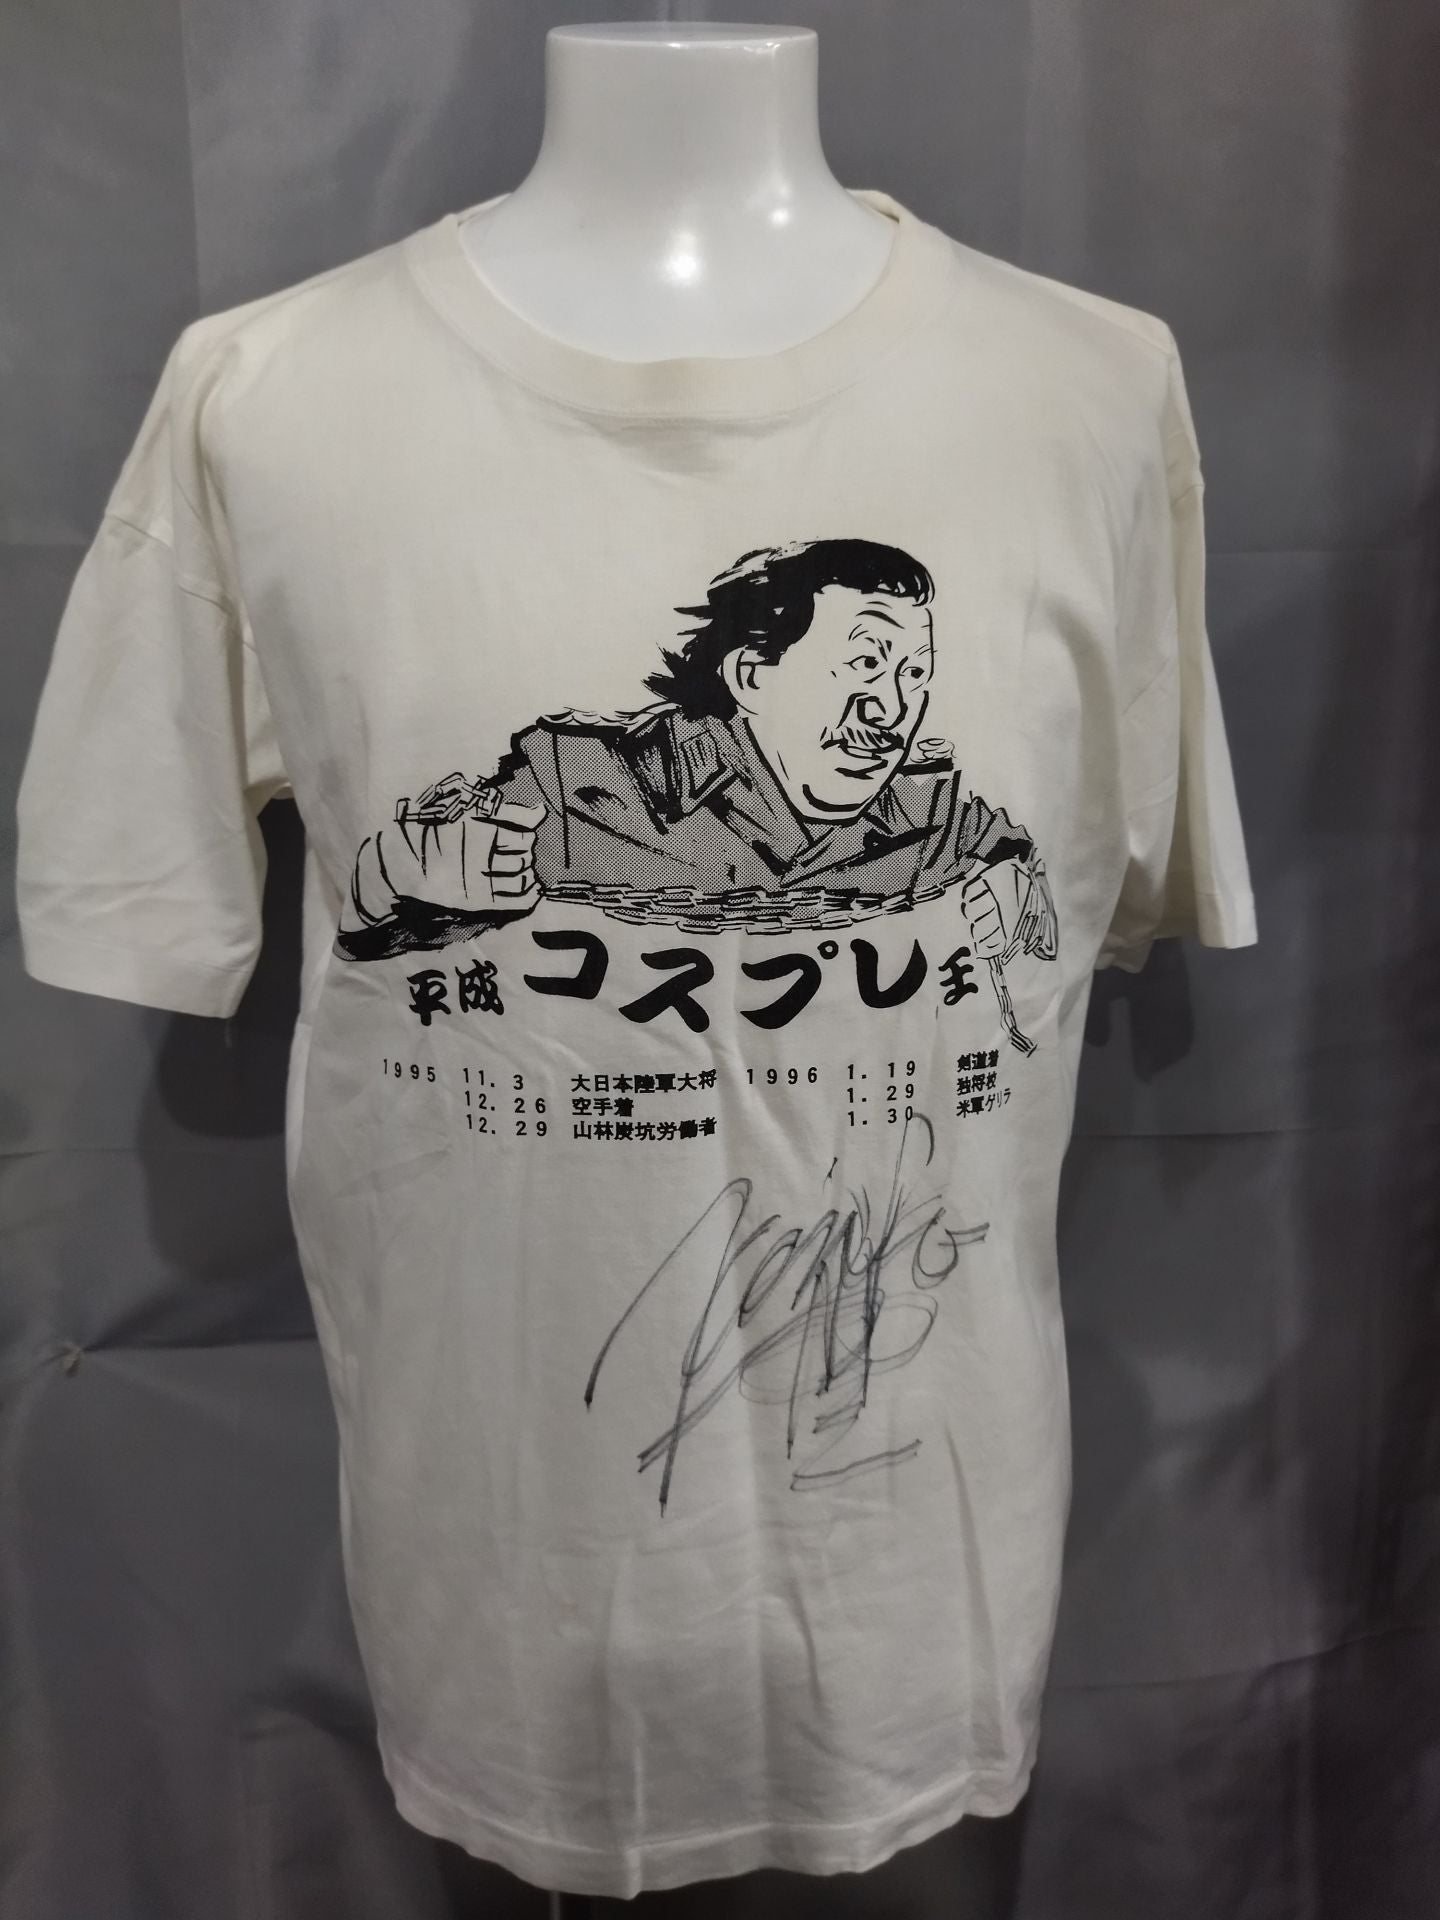 平成コスプレ王
1995 11. 3 大日本陸軍大将
12. 26 空手着
12. 29 山林炭坑労働者
1996 1. 19 剣道着
1. 29 独将校
1. 30 米軍ゲリラ